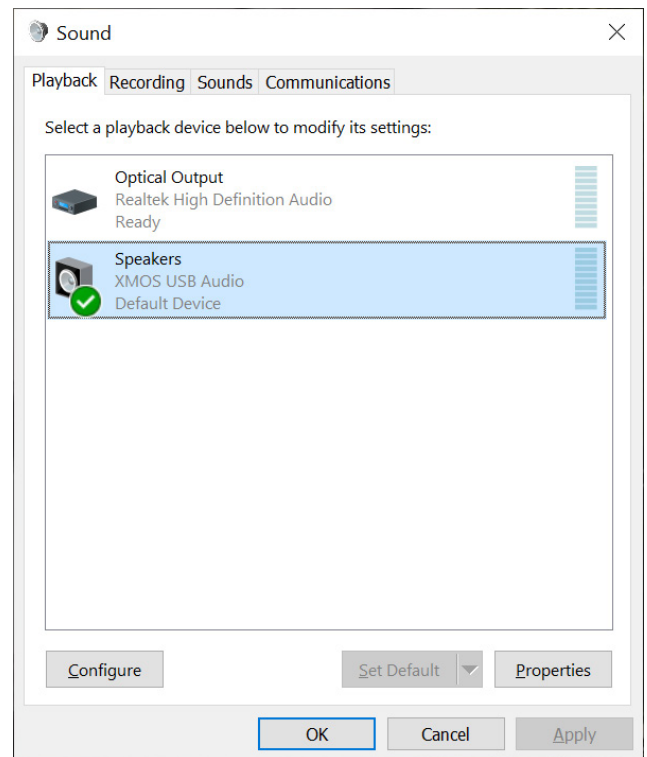 Sound
Playback Recording Sounds Communications
Select a playback device below to modify its settings:
Optical Output
Realtek High Definition Audio
Ready
Speakers
XMOS USB Audio
Default Device
Configure Set Default Properties
OK Cancel Apply